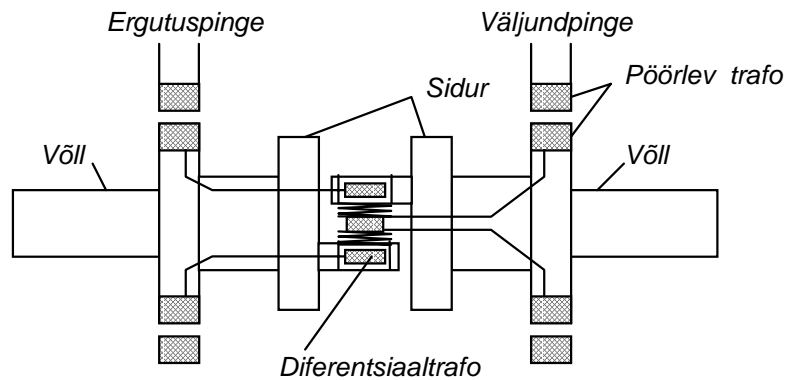 Ergutuspinge
Väljundpinge
Sidur
Pöörlev trafo
Võll
Võll
Diferentsiaaltrafo